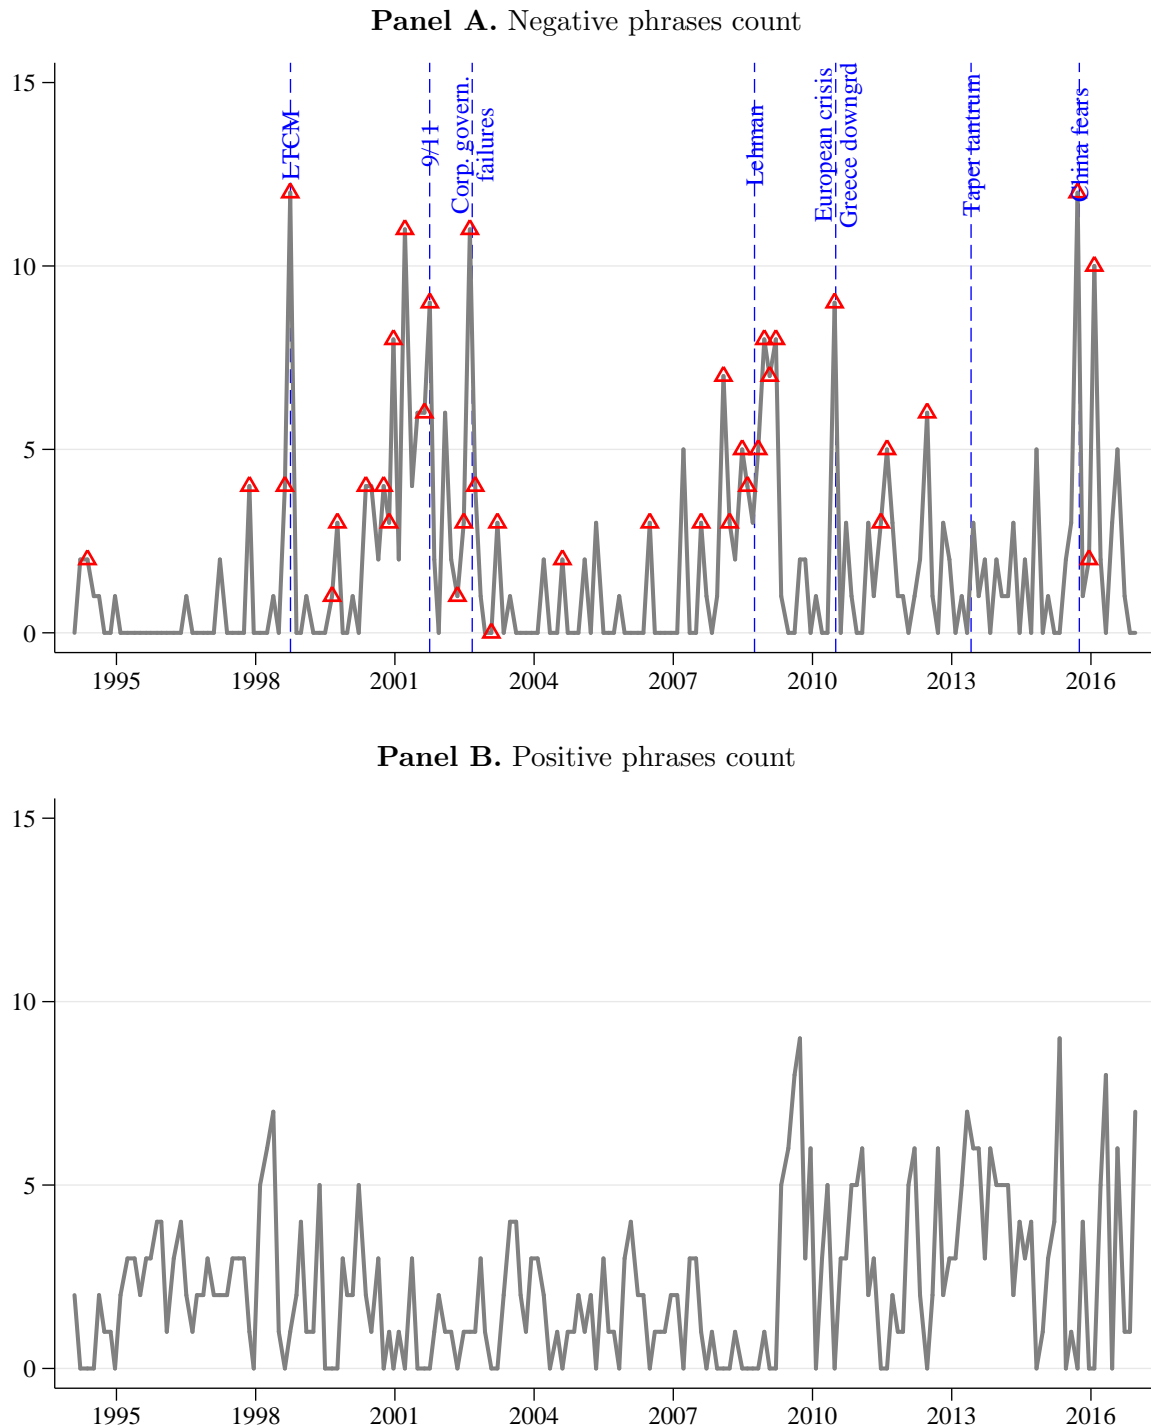 Panel A. Negative phrases count
15
10
5
0
LTCM
9/11
Corp. govern.
failures
Lehman
European crisis
Greece downgrd
Taper tantrum
China fears
1995 1998 2001 2004 2007 2010 2013 2016
Panel B. Positive phrases count
15
10
5
0
1995 1998 2001 2004 2007 2010 2013 2016